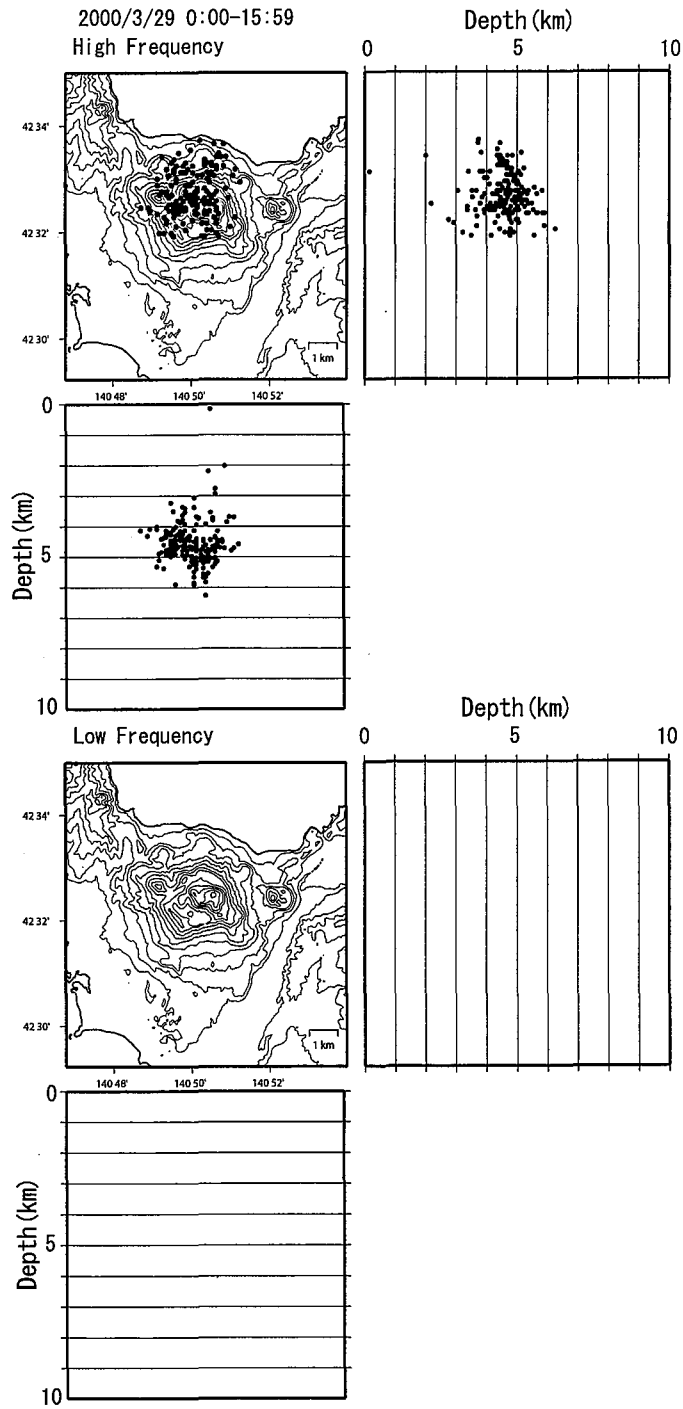 2000/3/29 0:00-15:59
High Frequency
Depth(km)
0 5 10
42 34'
42 32'
42 30'
1 km
140 48' 140 50' 140 52'
0
5
10
Depth(km)
Low Frequency
Depth(km)
0 5 10
42 34'
42 32'
42 30'
1 km
140 48' 140 50' 140 52'
0
5
10
Depth(km)